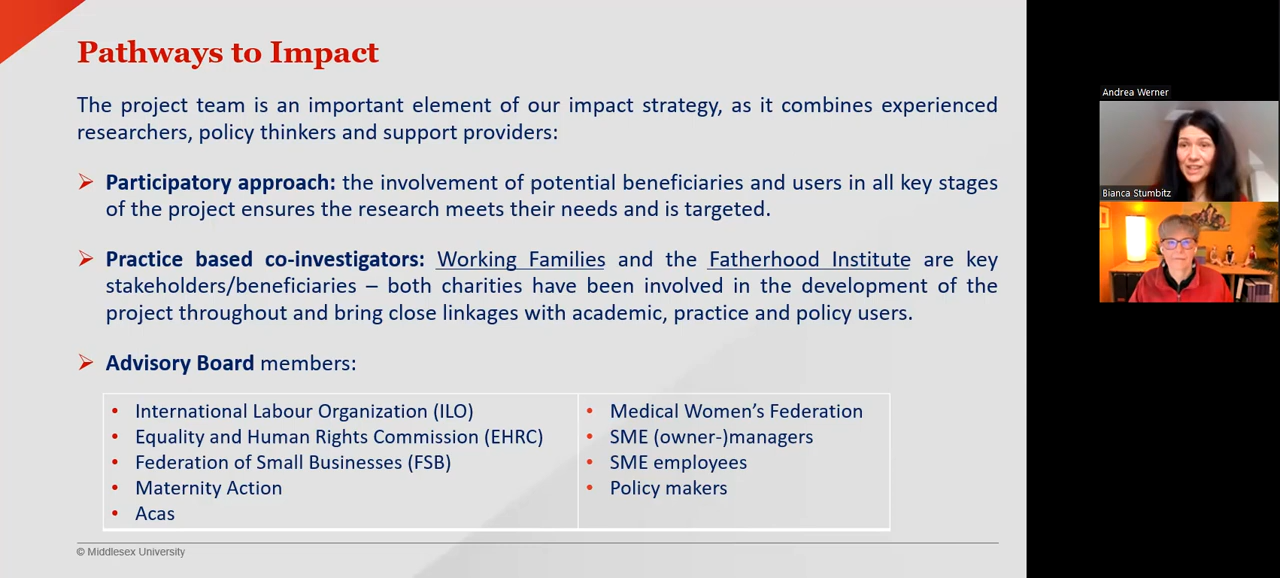 Pathways to Impact
The project team is an important element of our impact strategy, as it combines experienced
researchers, policy thinkers and support providers:
Participatory approach: the involvement of potential beneficiaries and users in all key stages
of the project ensures the research meets their needs and is targeted.
Practice based co-investigators: Working Families and the Fatherhood Institute are key
stakeholders/beneficiaries – both charities have been involved in the development of the
project throughout and bring close linkages with academic, practice and policy users.
Advisory Board members:
• International Labour Organization (ILO)
• Equality and Human Rights Commission (EHRC)
• Federation of Small Businesses (FSB)
• Maternity Action
• Acas
• Medical Women's Federation
• SME (owner-)managers
• SME employees
• Policy makers
© Middlesex University
Andrea Werner
Bianca Stumbitz